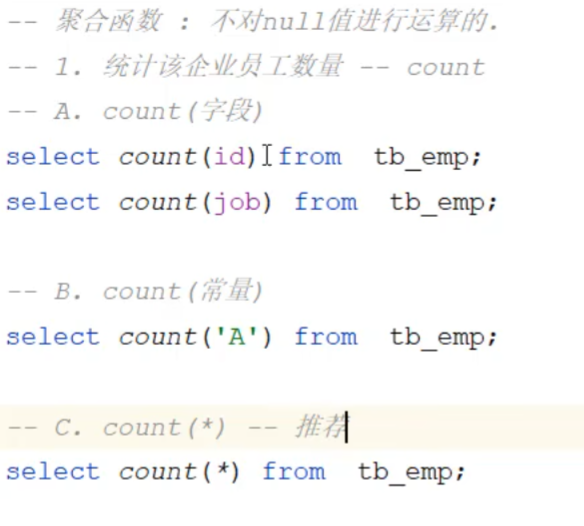 -- 聚合函数 : 不对null值进行运算的.
-- 1. 统计该企业员工数量 -- count
-- A. count(字段)
select count(id) from tb_emp;
select count(job) from tb_emp;
-- B. count(常量)
select count('A') from tb_emp;
-- C. count(*) -- 推荐
select count(*) from tb_emp;